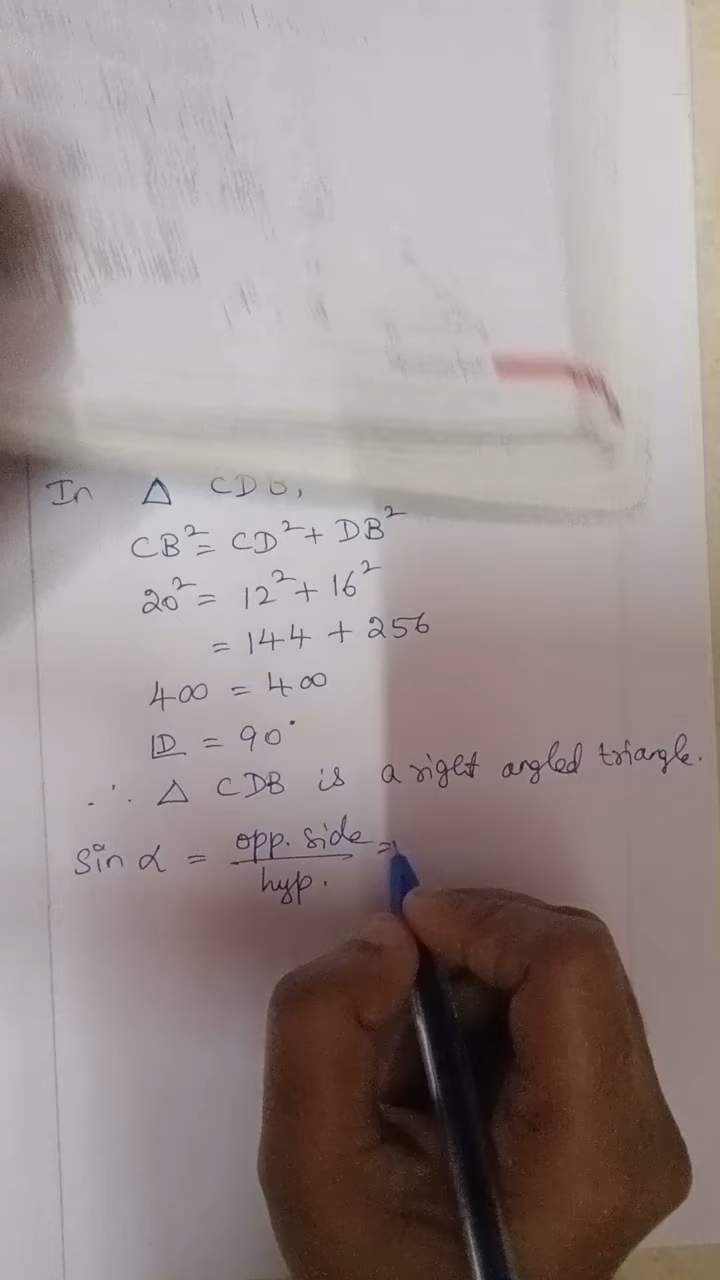 In △ CDB,
CB² = CD² + DB²
20² = 12² + 16²
= 144 + 256
400 = 400
∠D = 90°
∴ △ CDB is a right angled triangle.
sin α = opp. side / hyp. =